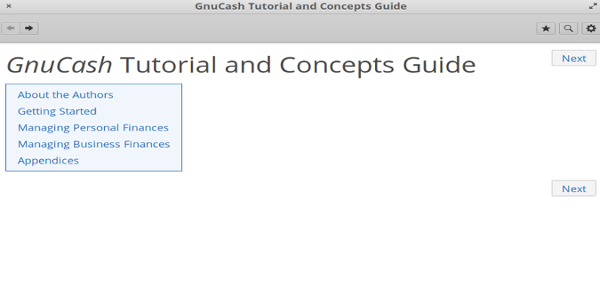 GnuCash Tutorial and Concepts Guide
Next
GnuCash Tutorial and Concepts Guide
About the Authors
Getting Started
Managing Personal Finances
Managing Business Finances
Appendices
Next